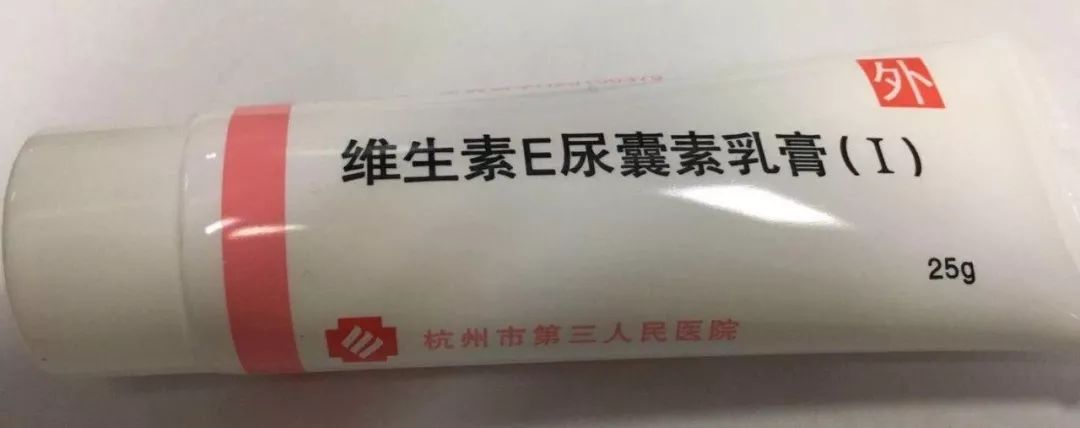 外
维生素E尿囊素乳膏(I)
25g
杭州市第三人民医院